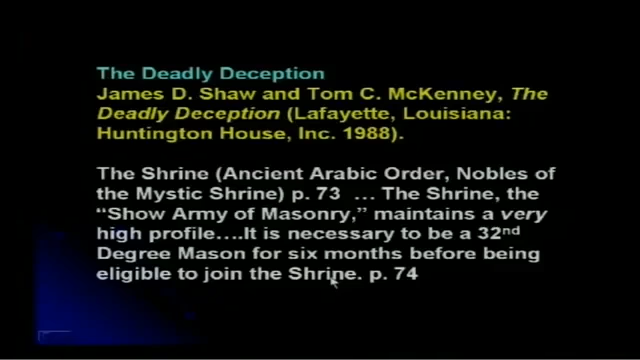 The Deadly Deception
James D. Shaw and Tom C. McKenney, The
Deadly Deception (Lafayette, Louisiana:
Huntington House, Inc. 1988).
The Shrine (Ancient Arabic Order, Nobles of
the Mystic Shrine) p. 73 ... The Shrine, the
“Show Army of Masonry,” maintains a very
high profile....It is necessary to be a 32nd
Degree Mason for six months before being
eligible to join the Shrine. p. 74